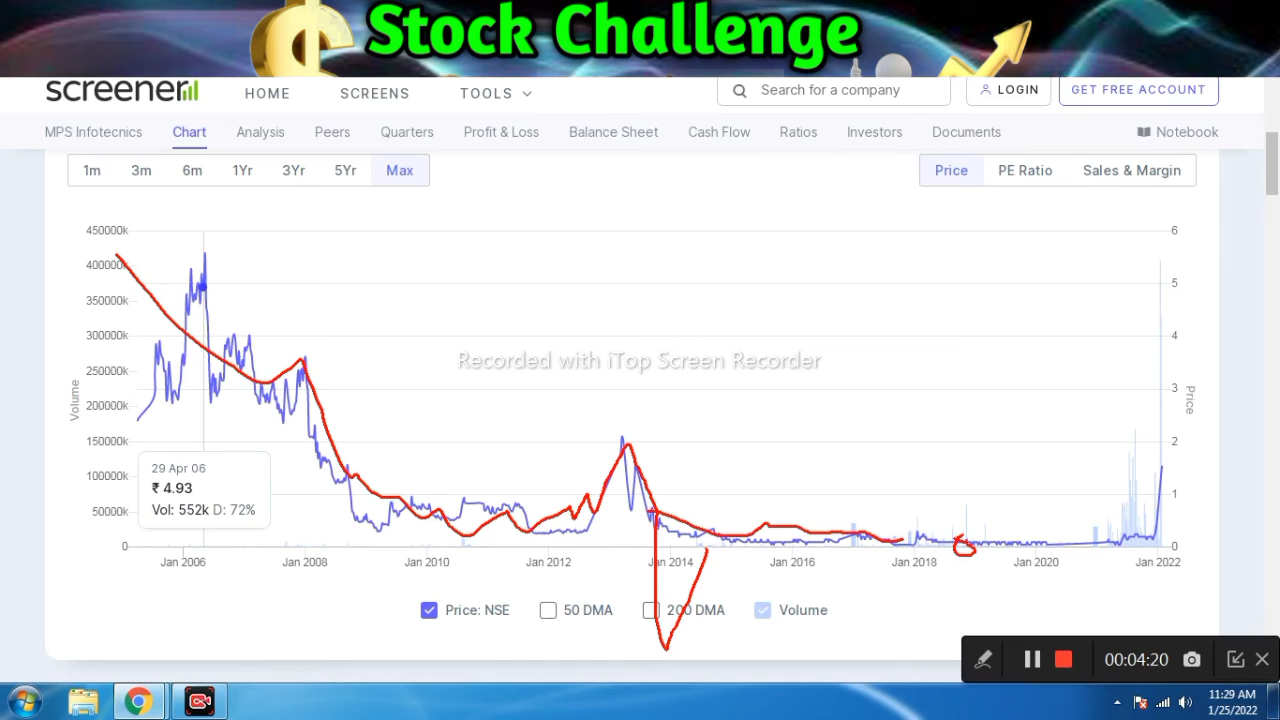 Stock Challenge
screener
HOME
SCREENS
TOOLS
Search for a company
LOGIN
GET FREE ACCOUNT
MPS Infotecnics
Chart
Analysis
Peers
Quarters
Profit & Loss
Balance Sheet
Cash Flow
Ratios
Investors
Documents
Notebook
1m 3m 6m 1Yr 3Yr 5Yr Max
Price PE Ratio Sales & Margin
450000k
400000k
350000k
300000k
250000k
200000k
150000k
100000k
50000k
0
Volume
6
5
4
3
2
1
0
Price
Recorded with iTop Screen Recorder
29 Apr 06
₹ 4.93
Vol: 552k D: 72%
Jan 2006 Jan 2008 Jan 2010 Jan 2012 Jan 2014 Jan 2016 Jan 2018 Jan 2020 Jan 2022
Price: NSE 50 DMA 200 DMA Volume
00:04:20
11:29 AM
1/25/2022